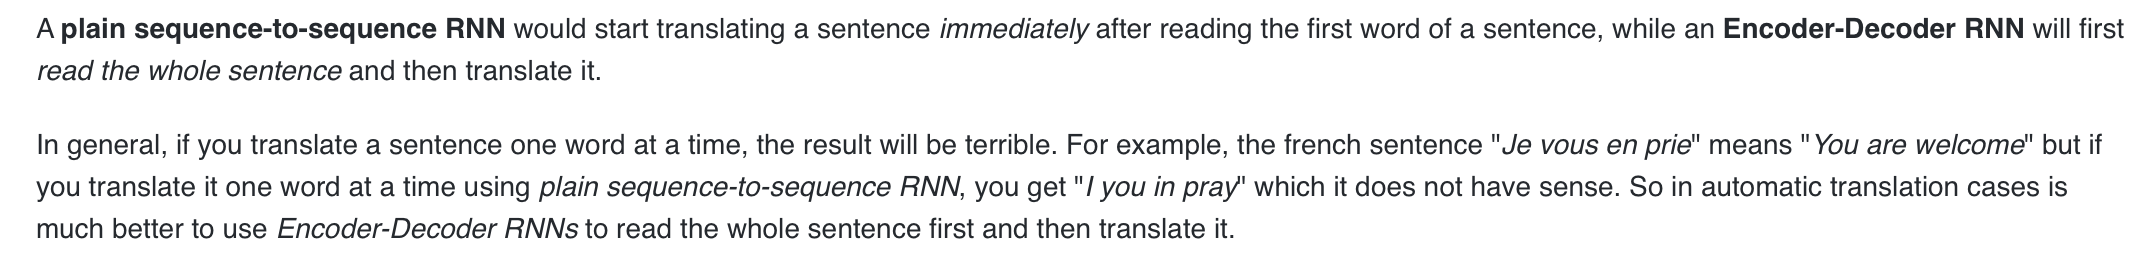 A plain sequence-to-sequence RNN would start translating a sentence immediately after reading the first word of a sentence, while an Encoder-Decoder RNN will first
read the whole sentence and then translate it.
In general, if you translate a sentence one word at a time, the result will be terrible. For example, the french sentence "Je vous en prie" means "You are welcome" but if
you translate it one word at a time using plain sequence-to-sequence RNN, you get "I you in pray" which it does not have sense. So in automatic translation cases is
much better to use Encoder-Decoder RNNs to read the whole sentence first and then translate it.